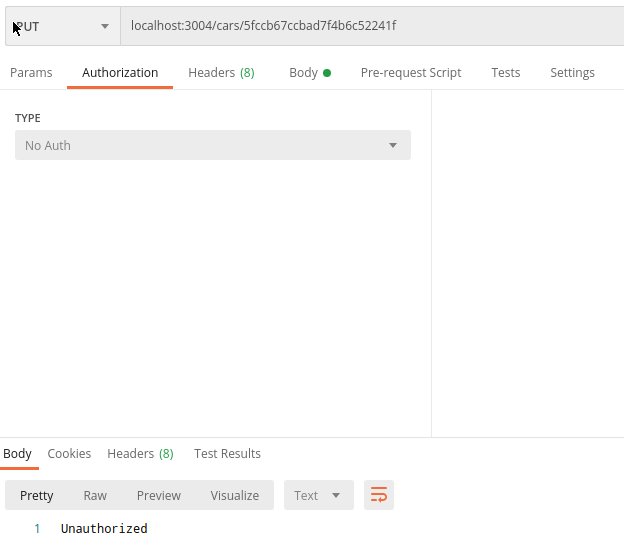 PUT localhost:3004/cars/5fccb67ccbad7f4b6c52241f
Params Authorization Headers (8) Body Pre-request Script Tests Settings
TYPE
No Auth
Body Cookies Headers (8) Test Results
Pretty Raw Preview Visualize Text
1 Unauthorized